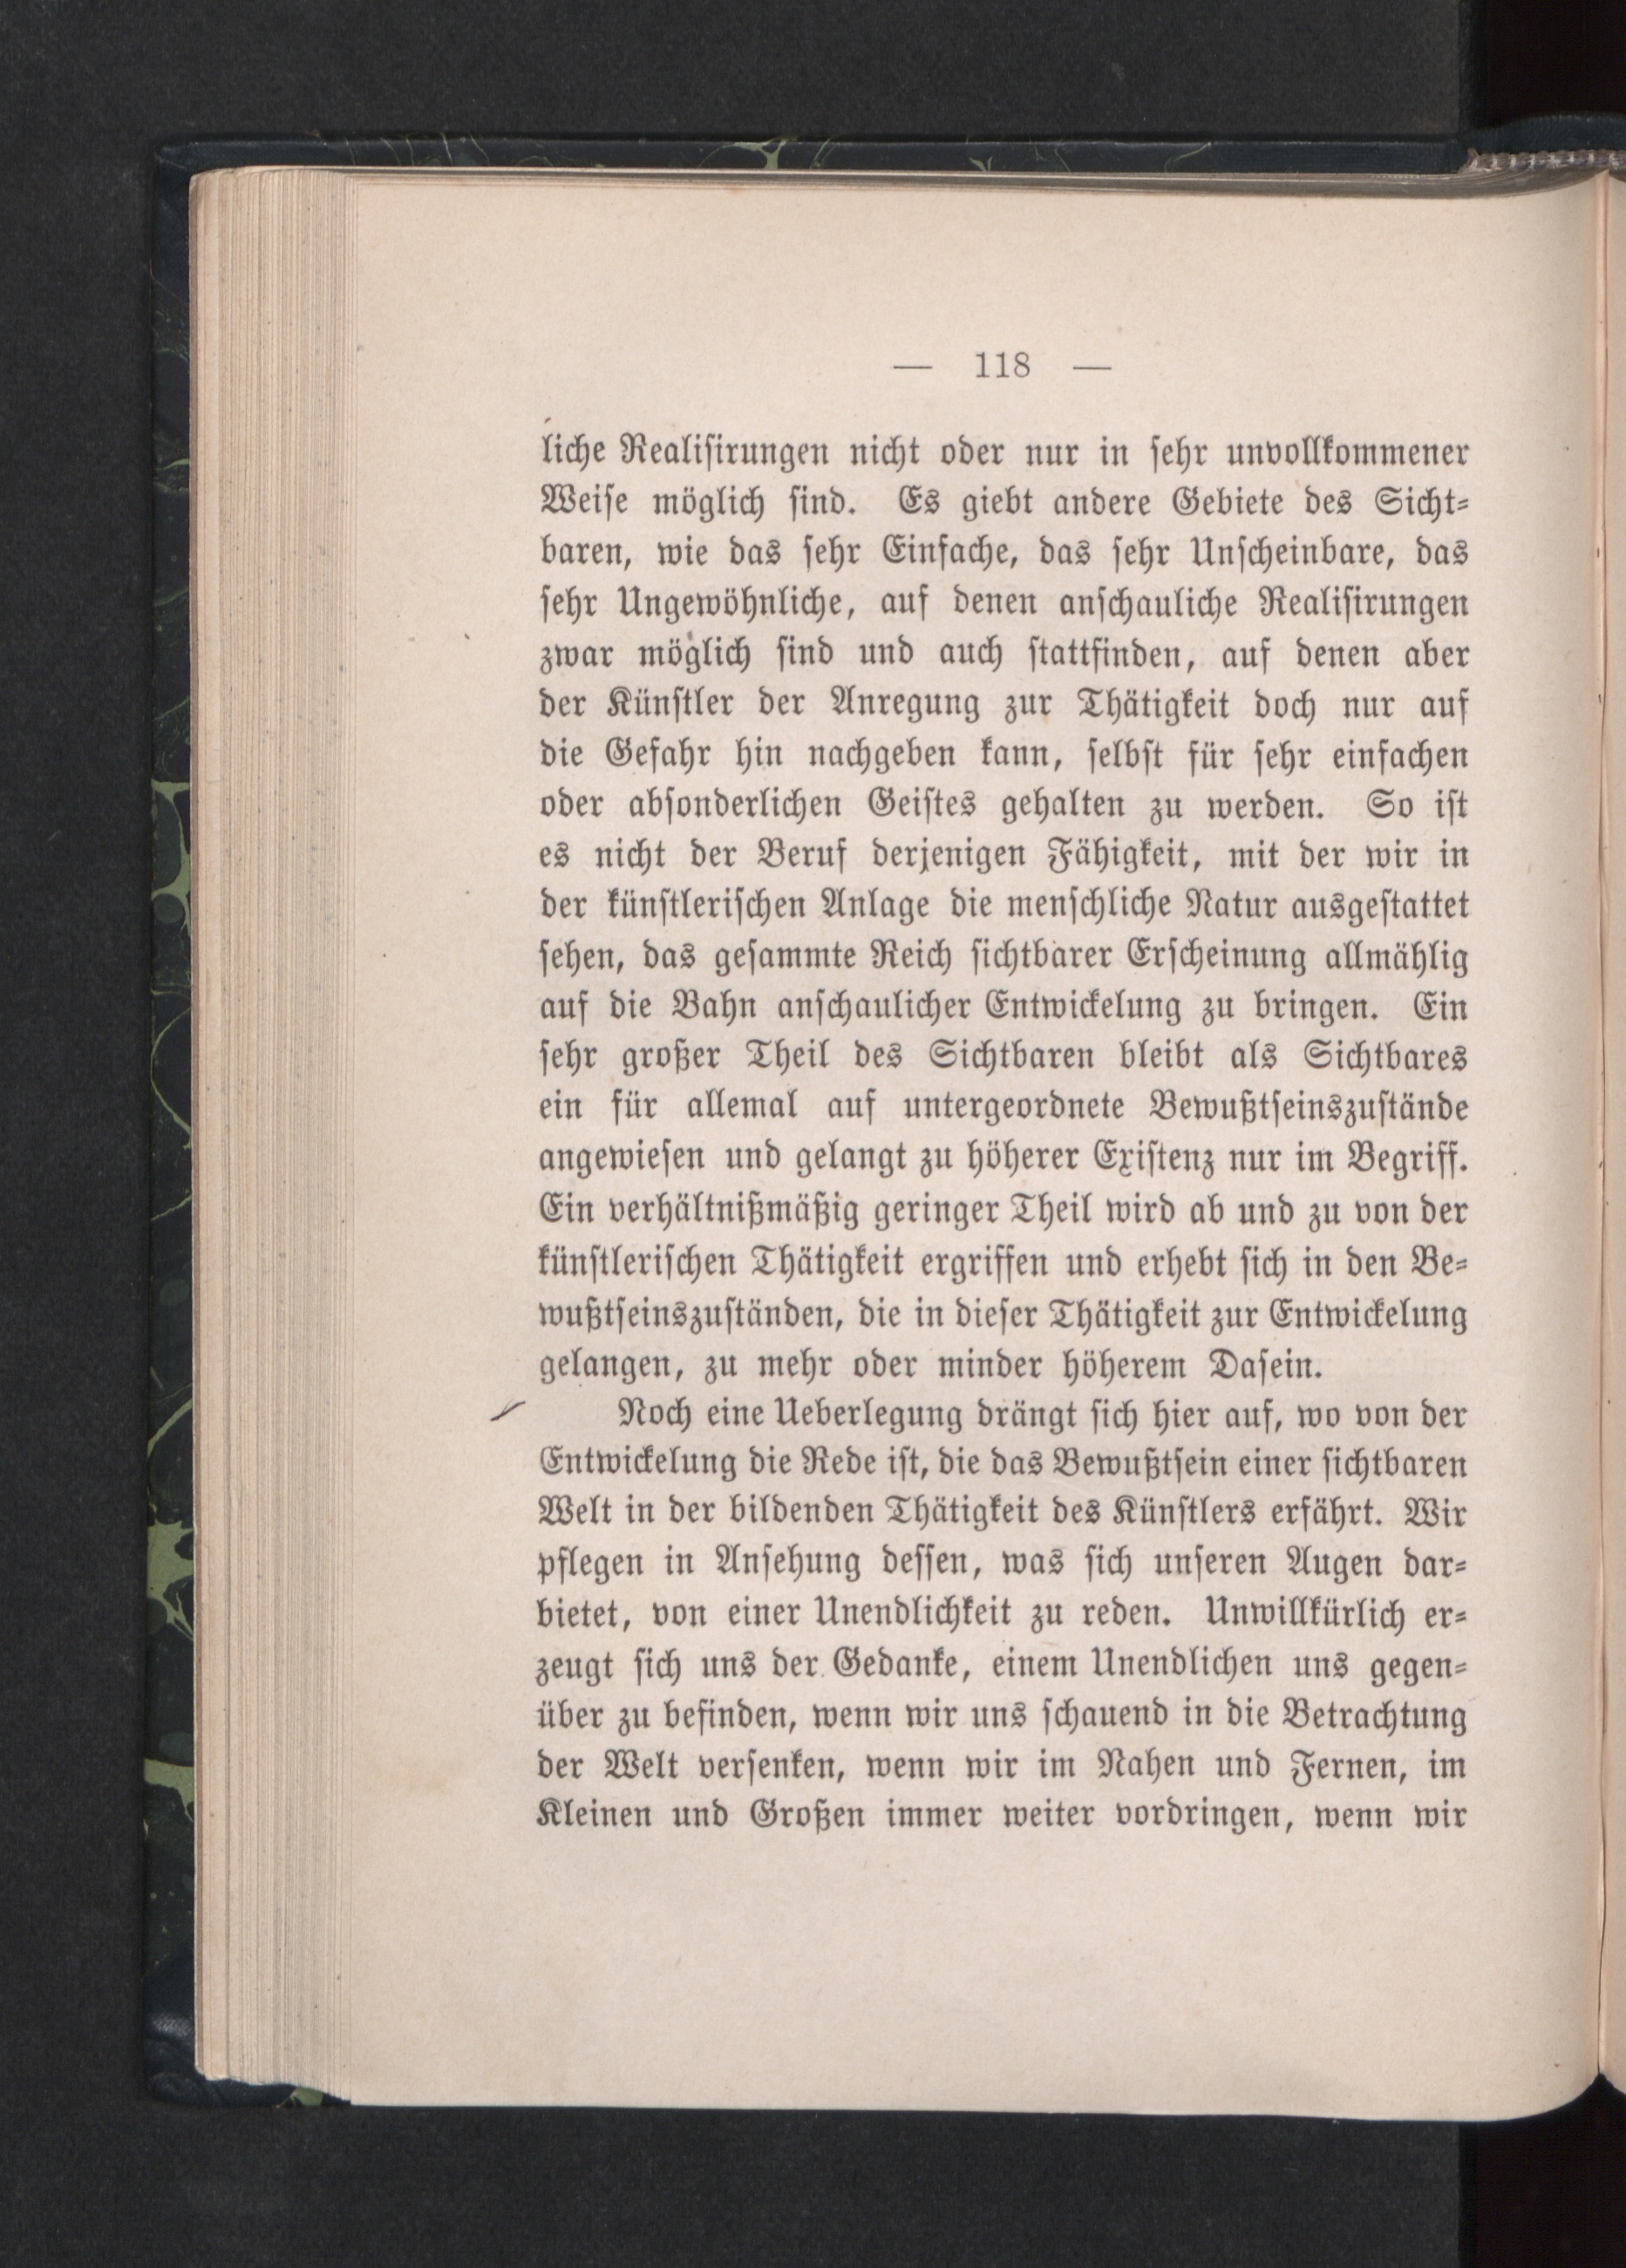 — 118 —
liche Realisirungen nicht oder nur in sehr unvollkommener
Weise möglich sind. Es giebt andere Gebiete des Sicht-
baren, wie das sehr Einfache, das sehr Unscheinbare, das
sehr Ungewöhnliche, auf denen anschauliche Realisirungen
zwar möglich sind und auch stattfinden, auf denen aber
der Künstler der Anregung zur Thätigkeit doch nur auf
die Gefahr hin nachgeben kann, selbst für sehr einfachen
oder absonderlichen Geistes gehalten zu werden. So ist
es nicht der Beruf derjenigen Fähigkeit, mit der wir in
der künstlerischen Anlage die menschliche Natur ausgestattet
sehen, das gesammte Reich sichtbarer Erscheinung allmählig
auf die Bahn anschaulicher Entwickelung zu bringen. Ein
sehr großer Theil des Sichtbaren bleibt als Sichtbares
ein für allemal auf untergeordnete Bewußtseinszustände
angewiesen und gelangt zu höherer Existenz nur im Begriff.
Ein verhältnißmäßig geringer Theil wird ab und zu von der
künstlerischen Thätigkeit ergriffen und erhebt sich in den Be-
wußtseinszuständen, die in dieser Thätigkeit zur Entwickelung
gelangen, zu mehr oder minder höherem Dasein.
Noch eine Ueberlegung drängt sich hier auf, wo von der
Entwickelung die Rede ist, die das Bewußtsein einer sichtbaren
Welt in der bildenden Thätigkeit des Künstlers erfährt. Wir
pflegen in Ansehung dessen, was sich unseren Augen dar-
bietet, von einer Unendlichkeit zu reden. Unwillkürlich er-
zeugt sich uns der Gedanke, einem Unendlichen uns gegen-
über zu befinden, wenn wir uns schauend in die Betrachtung
der Welt versenken, wenn wir im Nahen und Fernen, im
Kleinen und Großen immer weiter vordringen, wenn wir